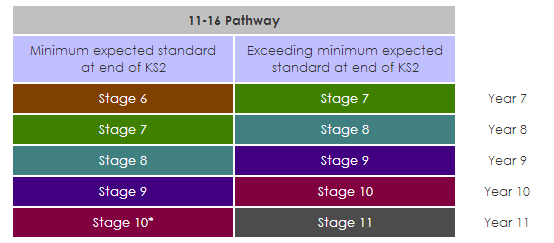 11-16 Pathway
Minimum expected standard
at end of KS2
Exceeding minimum expected
standard at end of KS2
Stage 6 Stage 7 Year 7
Stage 7 Stage 8 Year 8
Stage 8 Stage 9 Year 9
Stage 9 Stage 10 Year 10
Stage 10* Stage 11 Year 11